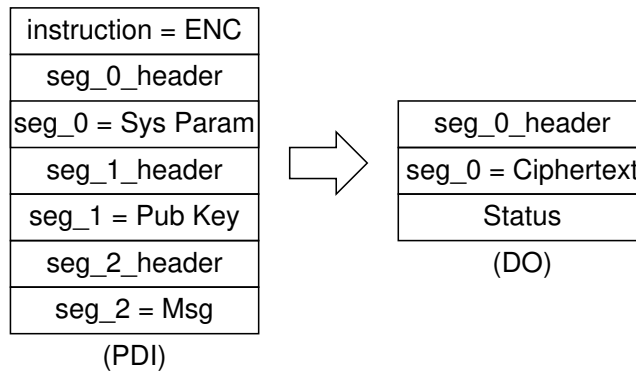 instruction = ENC
seg_0_header
seg_0 = Sys Param
seg_1_header
seg_1 = Pub Key
seg_2_header
seg_2 = Msg
(PDI)
seg_0_header
seg_0 = Ciphertext
Status
(DO)